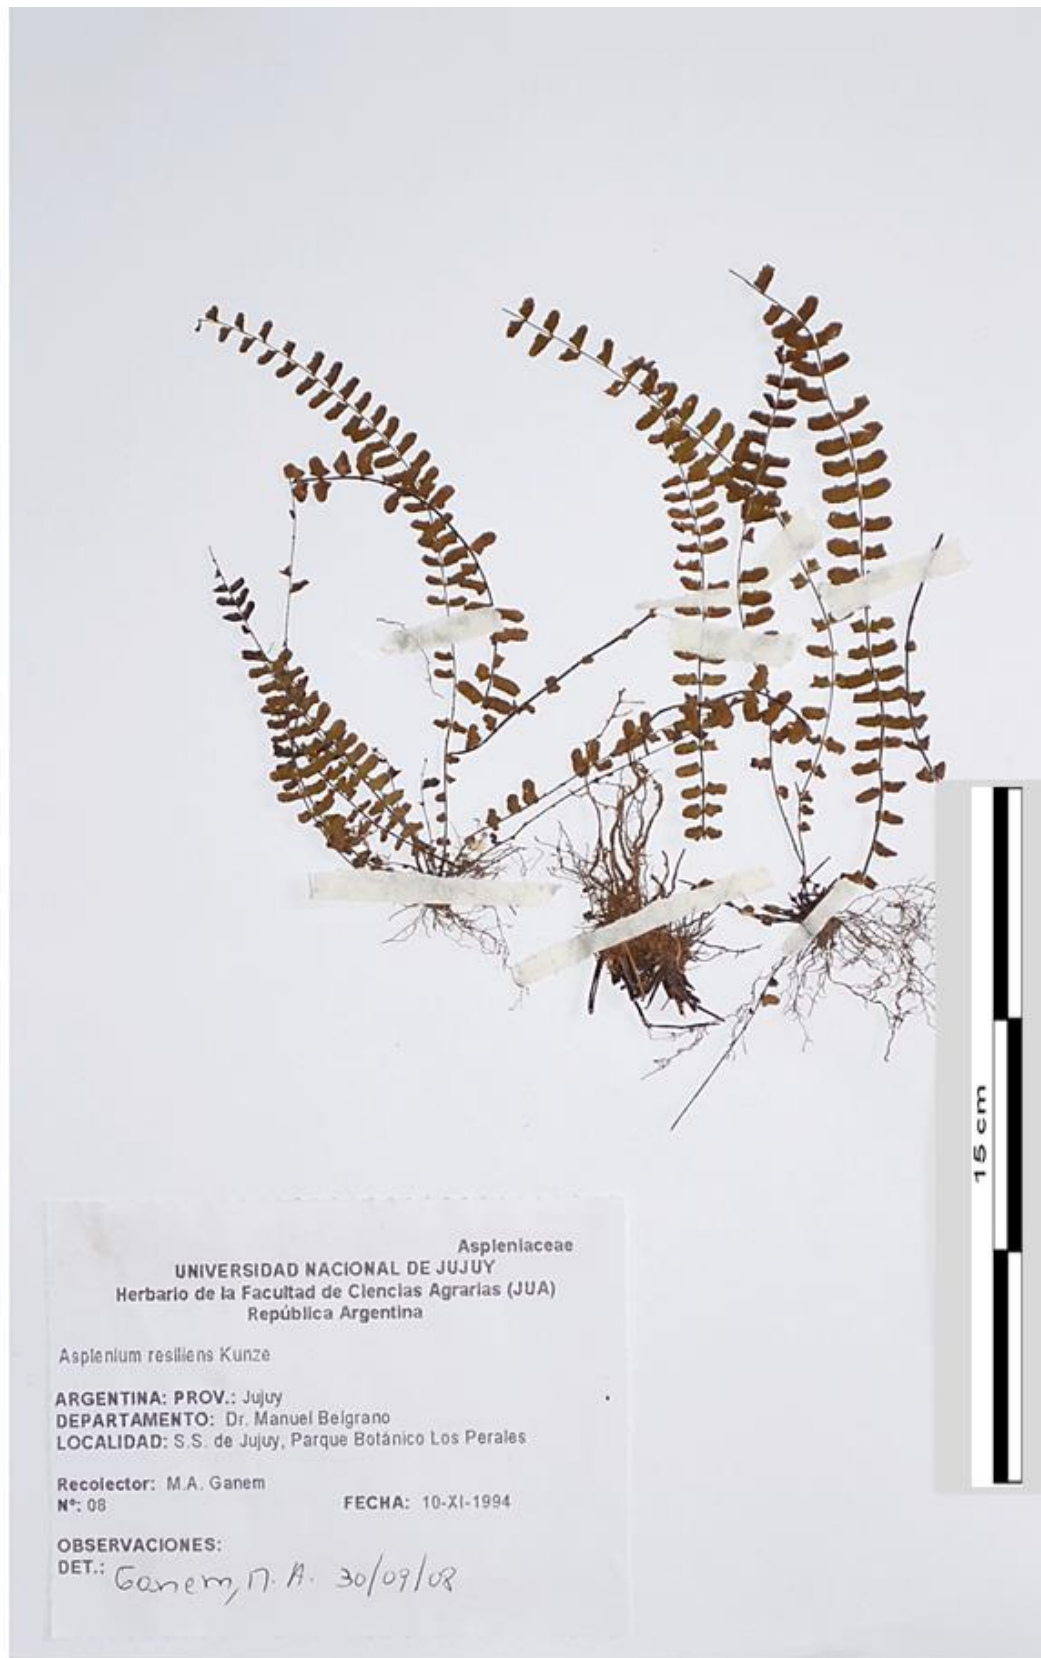 Aspleniaceae
UNIVERSIDAD NACIONAL DE JUJUY
Herbario de la Facultad de Ciencias Agrarias (JUA)
República Argentina
Asplenium resiliens Kunze
ARGENTINA: PROV.: Jujuy
DEPARTAMENTO: Dr. Manuel Belgrano
LOCALIDAD: S.S. de Jujuy, Parque Botánico Los Perales
Recolector: M.A. Ganem
Nº: 08 FECHA: 10-XI-1994
OBSERVACIONES:
DET.: Ganem, M. A. 30/09/08
15 cm